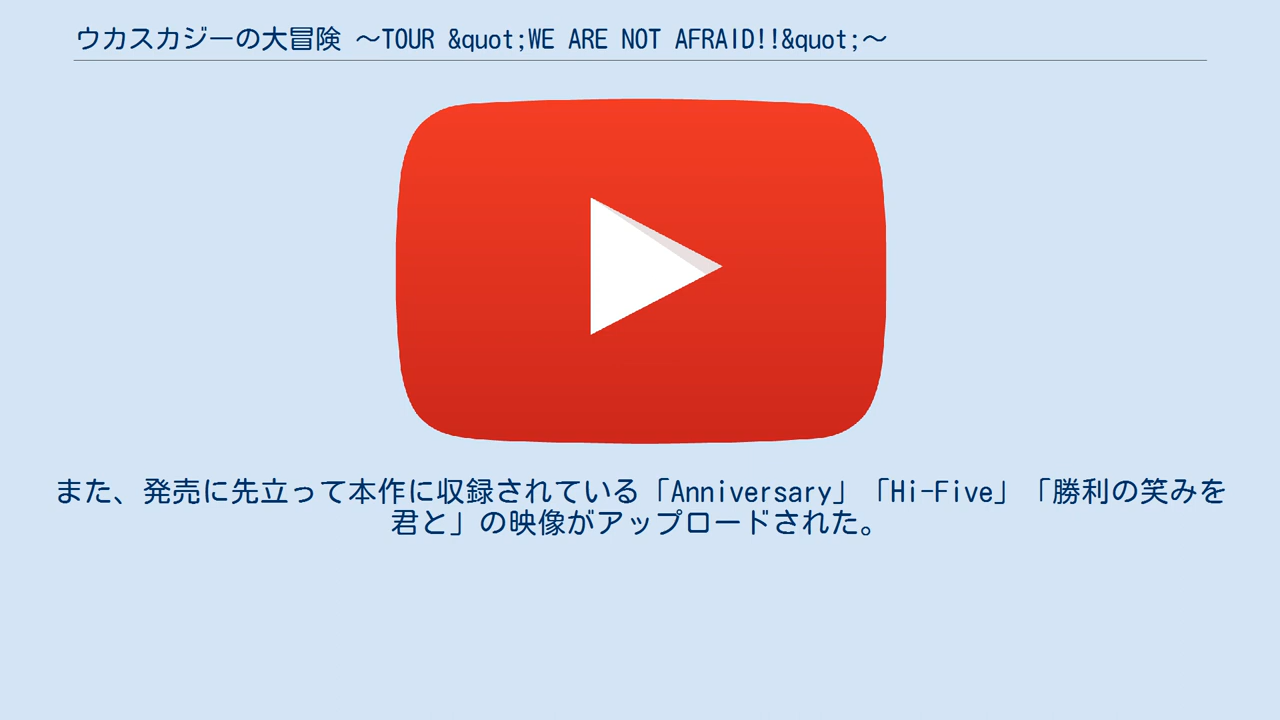 ウカスカジーの大冒険 〜TOUR &quot;WE ARE NOT AFRAID!!&quot;〜
また、発売に先立って本作に収録されている「Anniversary」「Hi-Five」「勝利の笑みを
君と」の映像がアップロードされた。